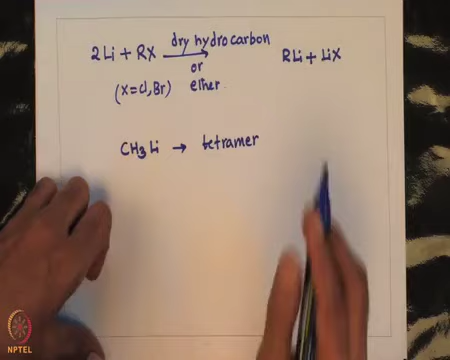 2Li + RX dry hydrocarbon → RLi + LiX
or
(X=Cl, Br) ether.
CH₃Li → tetramer
NPTEL